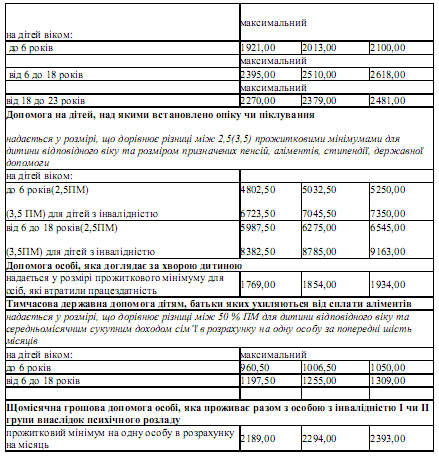 максимальний
на дітей віком:
до 6 років 1921,00 2013,00 2100,00
максимальний
від 6 до 18 років 2395,00 2510,00 2618,00
максимальний
від 18 до 23 років 2270,00 2379,00 2481,00
Допомога на дітей, над якими встановлено опіку чи піклування
надається у розмірі, що дорівнює різниці між 2,5(3,5) прожитковими мінімумами для
дитини відповідного віку та розміром призначених пенсій, аліментів, стипендії, державної
допомоги
до 6 років(2,5ПМ) 4802,50 5032,50 5250,00
(3,5 ПМ) для дітей з інвалідністю 6723,50 7045,50 7350,00
від 6 до 18 років(2,5ПМ) 5987,50 6275,00 6545,00
(3,5ПМ) для дітей з інвалідністю 8382,50 8785,00 9163,00
Допомога особі, яка доглядає за хворою дитиною
надається у розмірі прожиткового мінімуму для
осіб, які втратили працездатність 1769,00 1854,00 1934,00
Тимчасова державна допомога дітям, батьки яких ухиляються від сплати аліментів
надається у розмірі, що дорівнює різниці між 50 % ПМ для дитини відповідного віку та
середньомісячним сукупним доходом сім’ї в розрахунку на одну особу за попередні шість
місяців
на дітей віком: максимальний
до 6 років 960,50 1006,50 1050,00
від 6 до 18 років 1197,50 1255,00 1309,00
Щомісячна грошова допомога особі, яка проживає разом з особою з інвалідністю І чи ІІ
групи внаслідок психічного розладу
прожитковий мінімум на одну особу в розрахунку
на місяць 2189,00 2294,00 2393,00